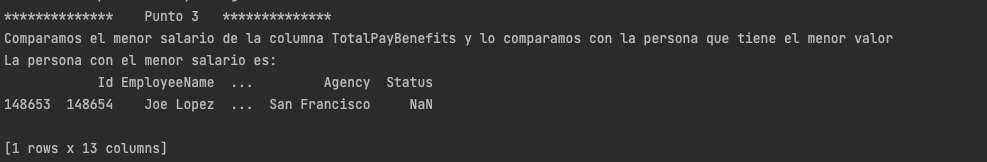 **************    Punto 3   **************
Comparamos el menor salario de la columna TotalPayBenefits y lo comparamos con la persona que tiene el menor valor
La persona con el menor salario es:
            Id EmployeeName  ...         Agency  Status
148653  148654    Joe Lopez  ...  San Francisco     NaN
[1 rows x 13 columns]